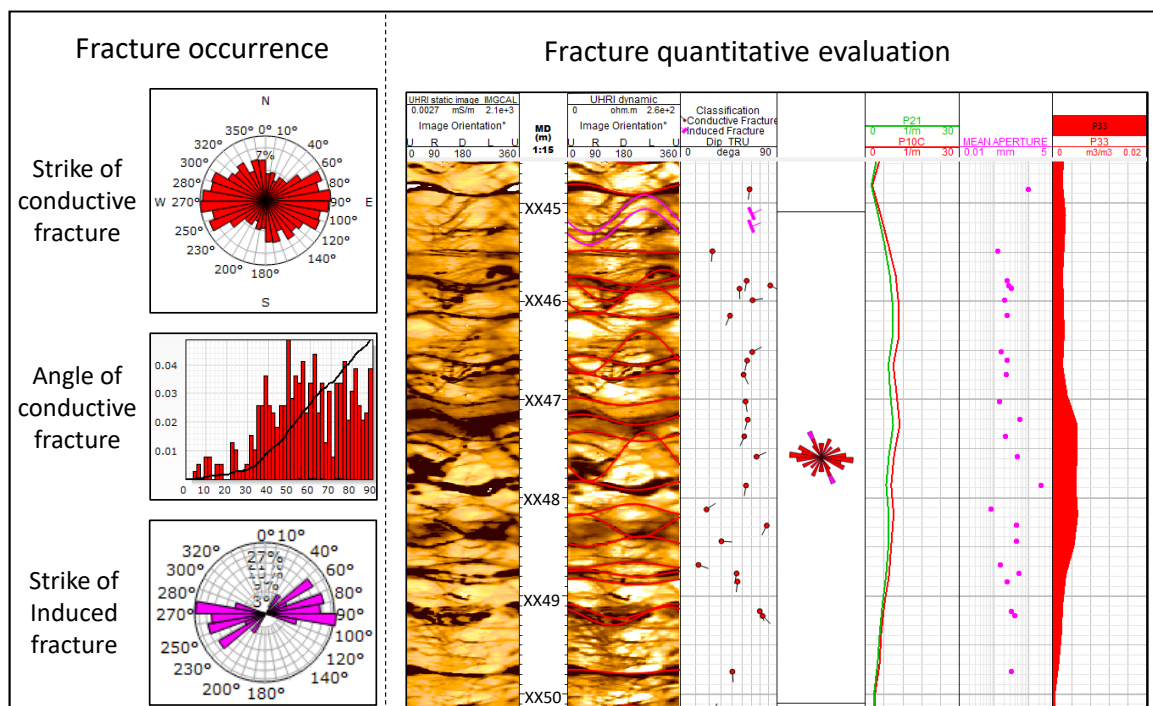 Fracture occurrence
Fracture quantitative evaluation
Strike of
conductive
fracture
N
350° 0° 10°
320° 40°
300° 60°
280° 80°
W 270° 90° E
250° 100°
230° 120°
200° 140°
180°
S
7%
Angle of
conductive
fracture
0.04
0.03
0.02
0.01
0 10 20 30 40 50 60 70 80 90
Strike of
Induced
fracture
0° 10°
320° 40°
300° 60°
280° 80°
270° 90°
250° 100°
230° 120°
200° 140°
180°
27%
UHRI static image IMGCAL
0.0027 mS/m 2.1e+3
Image Orientation°
U R D L U
0 90 180 360
MD
(m)
1:15
UHRI dynamic
0 ohm.m 2.6e+2
Image Orientation°
U R D L U
0 90 180 360
Classification
Conductive Fracture
Induced Fracture
Dip_TRU
0 dega 90
P21
0 1/m 30
P10C
0 1/m 30
MEAN APERTURE
0.01 mm 5
P33
P33
0 m3/m3 0.02
XX45
XX46
XX47
XX48
XX49
XX50